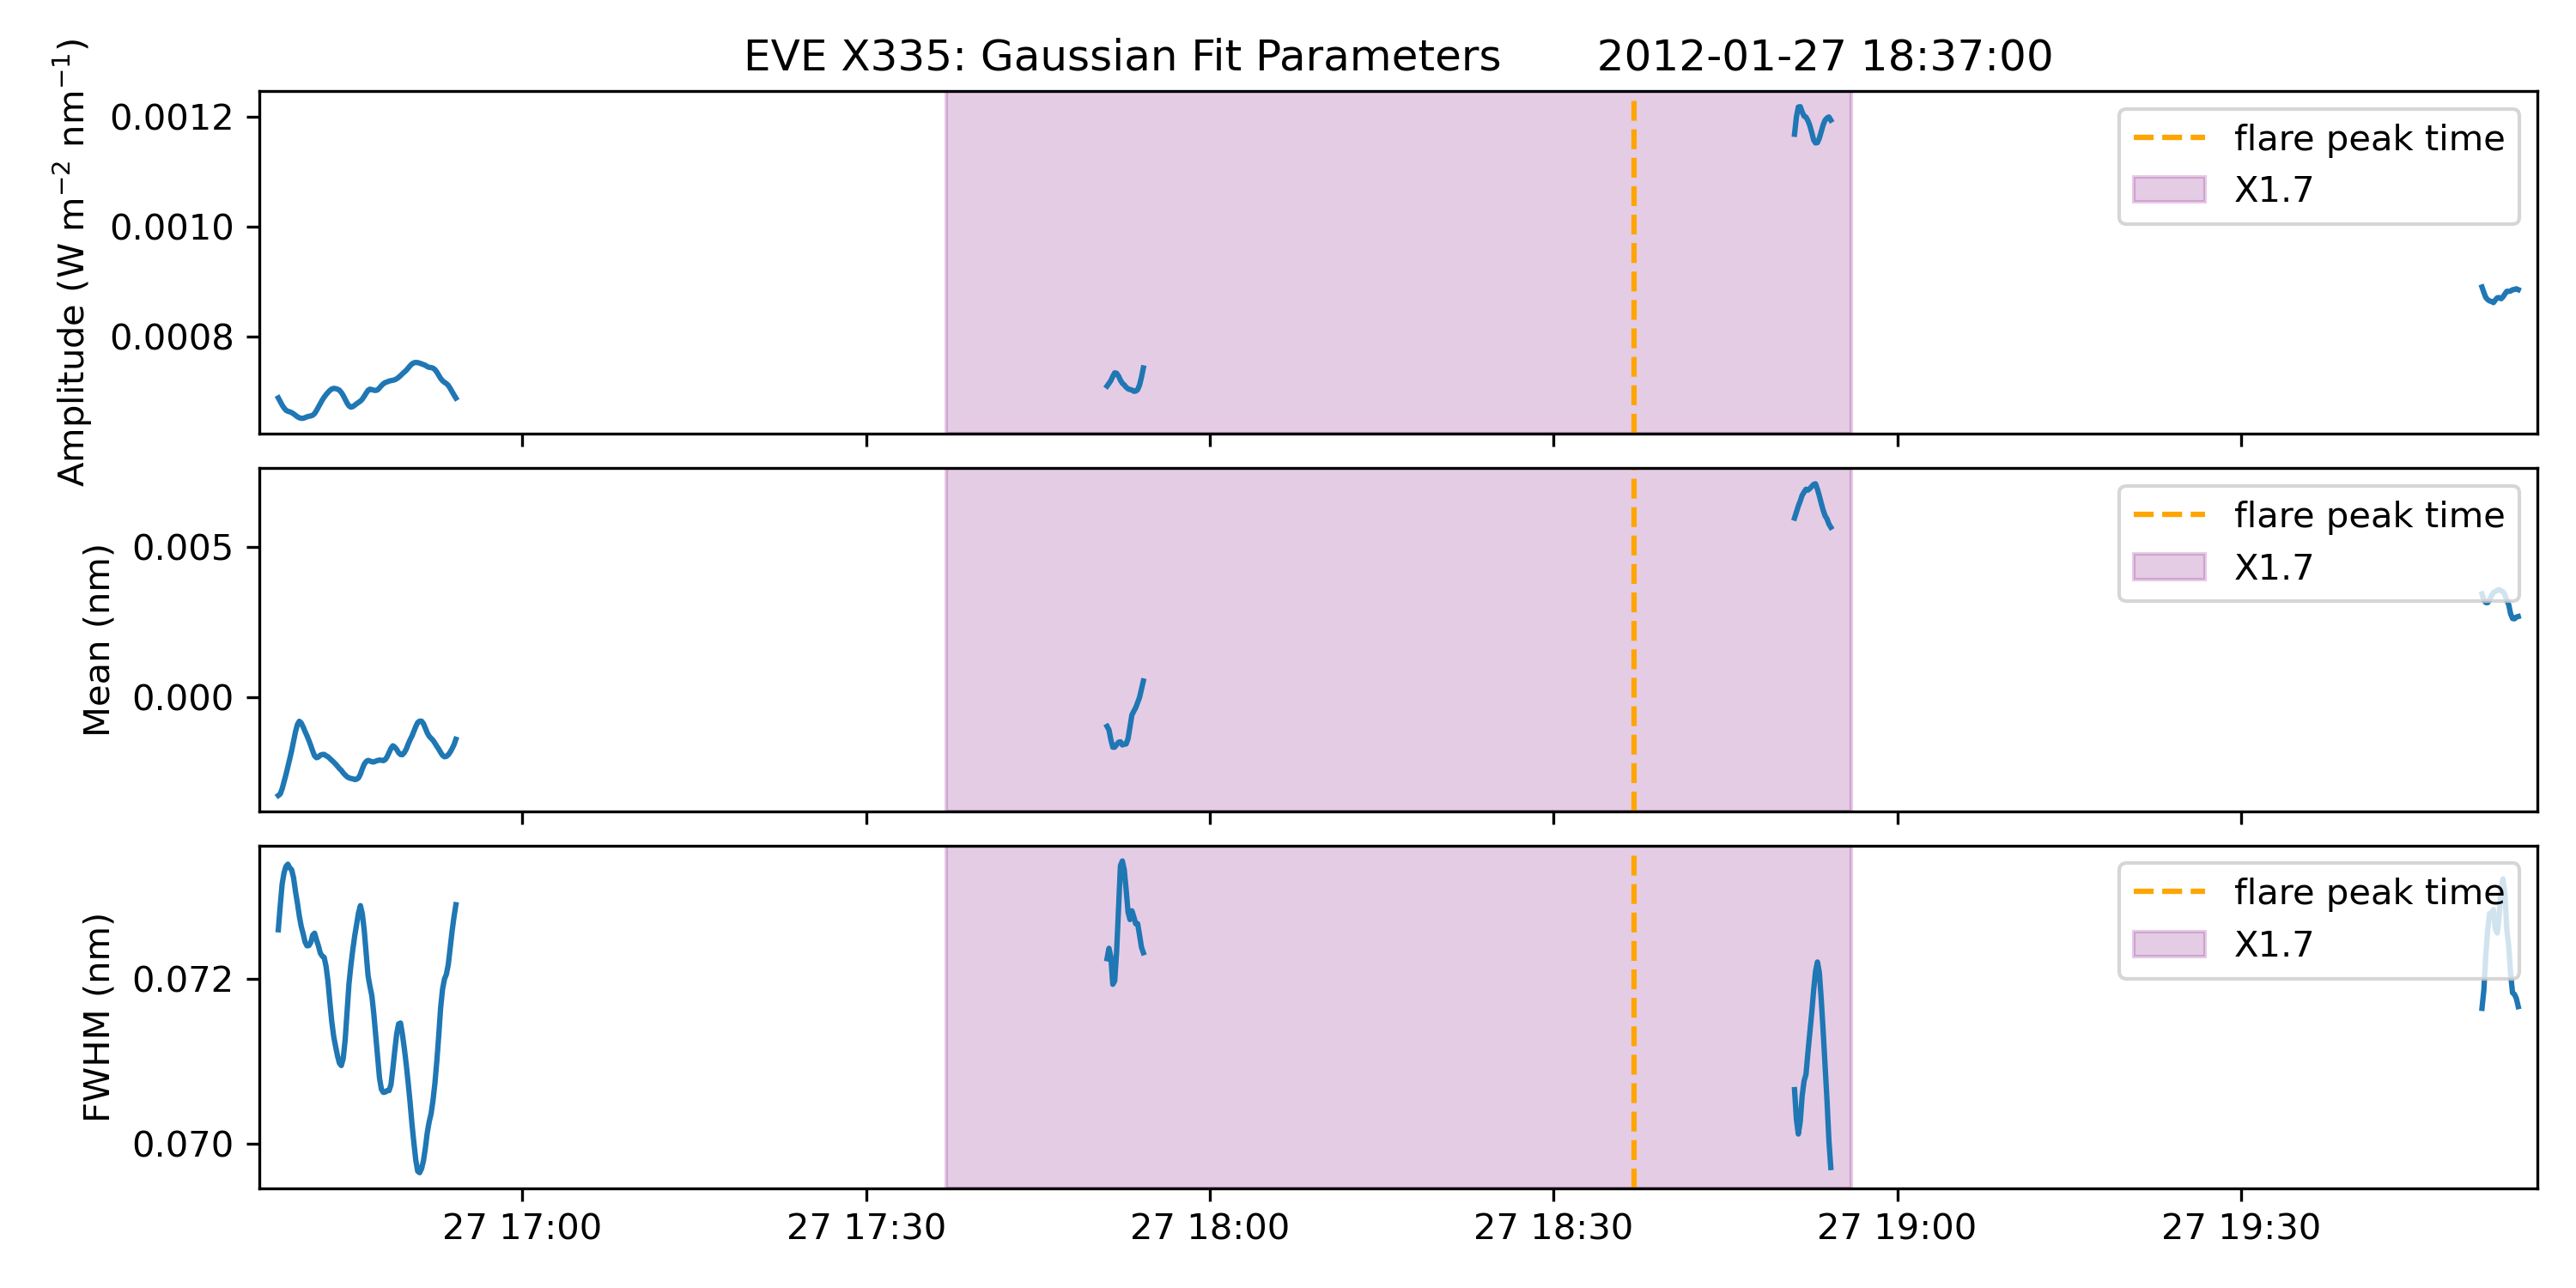 EVE X335: Gaussian Fit Parameters 2012-01-27 18:37:00
Amplitude (W m⁻² nm⁻¹)
0.0012
0.0010
0.0008
flare peak time
X1.7
Mean (nm)
0.005
0.000
flare peak time
X1.7
FWHM (nm)
0.072
0.070
flare peak time
X1.7
27 17:00 27 17:30 27 18:00 27 18:30 27 19:00 27 19:30